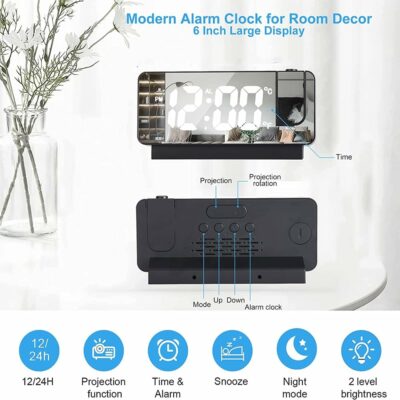 Modern Alarm Clock for Room Decor
6 Inch Large Display
AL
12:00
°C
°F
Time
Projection
Projection
rotation
Mode
Up
Down
Alarm clock
12/
24h
12/24H
Projection
function
Time &
Alarm
Snooze
Night
mode
2 level
brightness